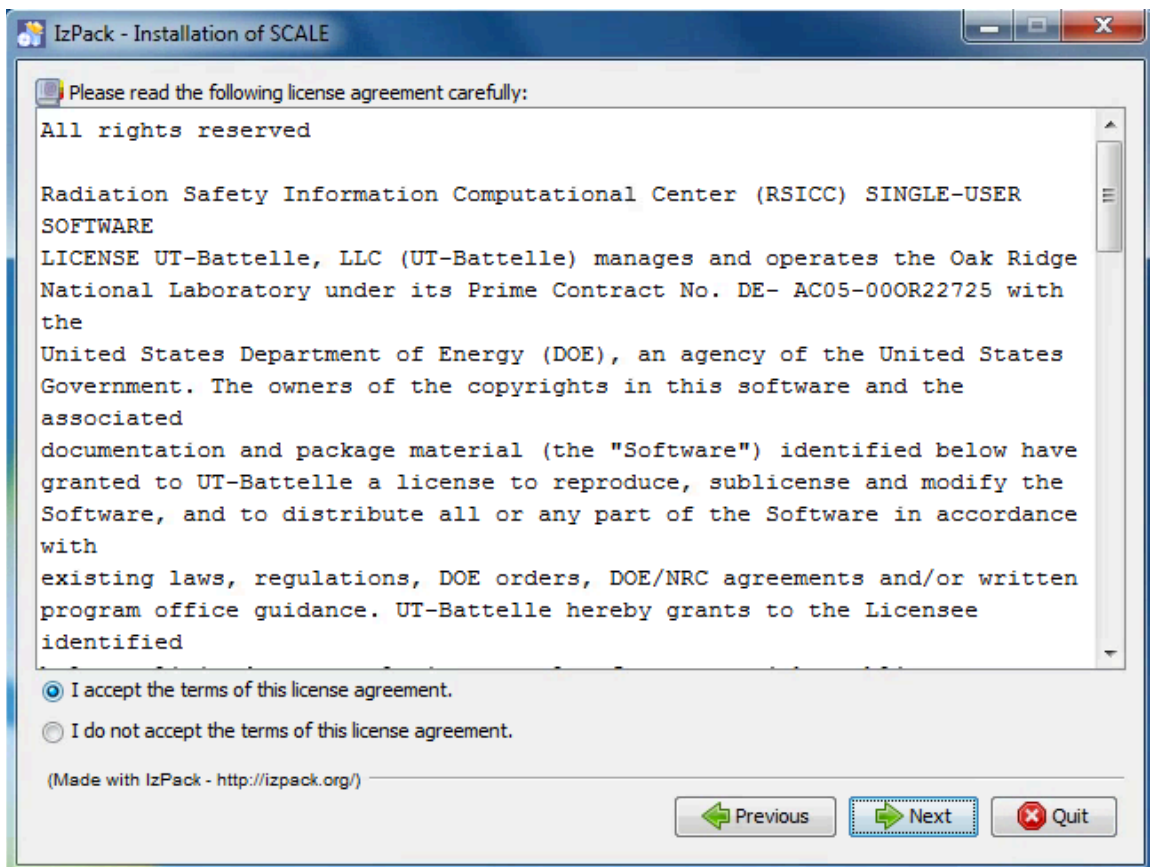 IzPack - Installation of SCALE
Please read the following license agreement carefully:
All rights reserved
Radiation Safety Information Computational Center (RSICC) SINGLE-USER
SOFTWARE
LICENSE UT-Battelle, LLC (UT-Battelle) manages and operates the Oak Ridge
National Laboratory under its Prime Contract No. DE- AC05-00OR22725 with
the
United States Department of Energy (DOE), an agency of the United States
Government. The owners of the copyrights in this software and the
associated
documentation and package material (the "Software") identified below have
granted to UT-Battelle a license to reproduce, sublicense and modify the
Software, and to distribute all or any part of the Software in accordance
with
existing laws, regulations, DOE orders, DOE/NRC agreements and/or written
program office guidance. UT-Battelle hereby grants to the Licensee
identified
I accept the terms of this license agreement.
I do not accept the terms of this license agreement.
(Made with IzPack - http://izpack.org/)
Previous
Next
Quit